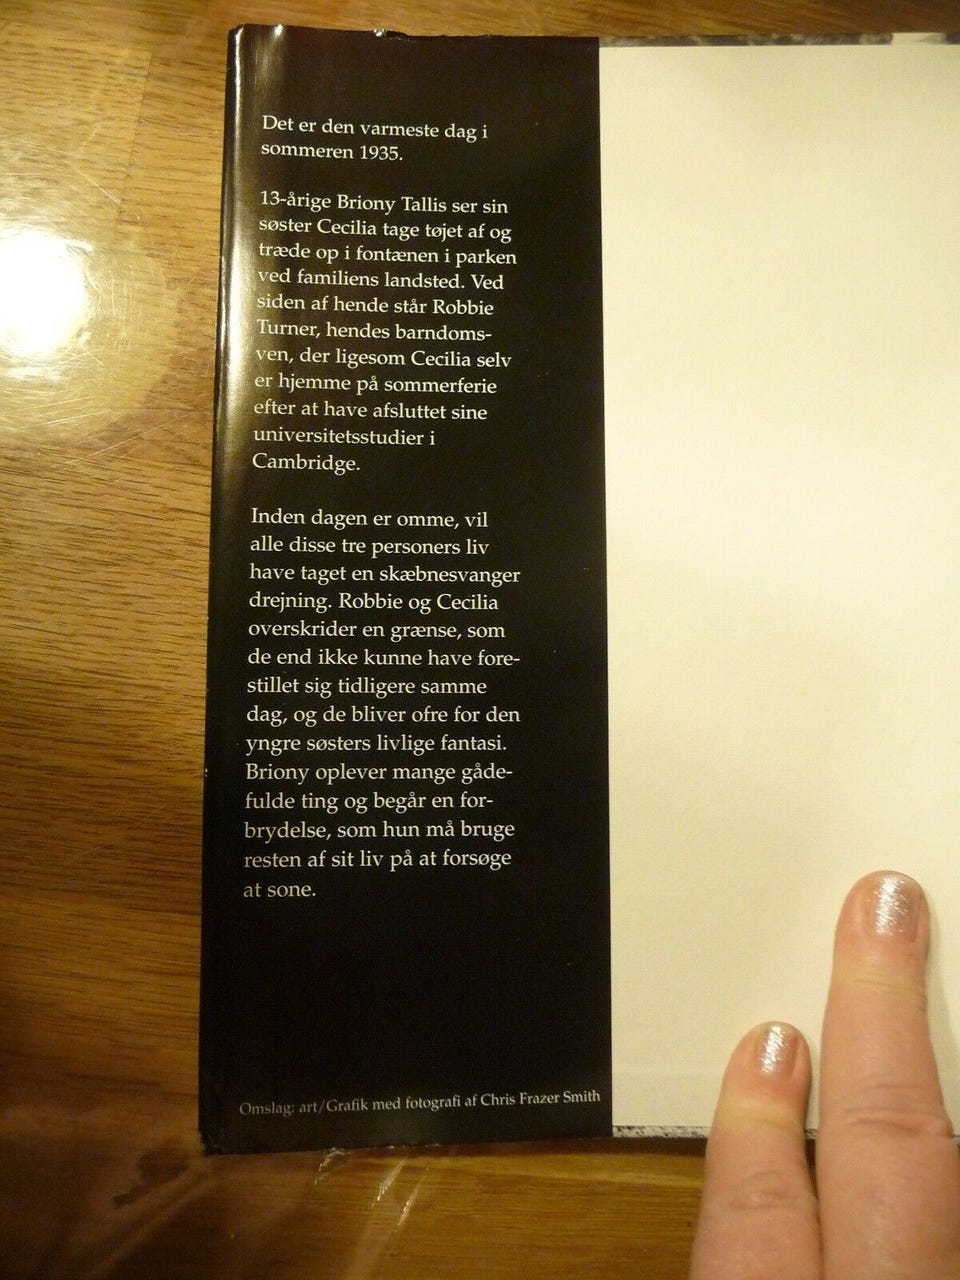 Det er den varmeste dag i
sommeren 1935.
13-årige Briony Tallis ser sin
søster Cecilia tage tøjet af og
træde op i fontænen i parken
ved familiens landsted. Ved
siden af hende står Robbie
Turner, hendes barndoms-
ven, der ligesom Cecilia selv
er hjemme på sommerferie
efter at have afsluttet sine
universitetsstudier i
Cambridge.
Inden dagen er omme, vil
alle disse tre personers liv
have taget en skæbnesvanger
drejning. Robbie og Cecilia
overskrider en grænse, som
de end ikke kunne have fore-
stillet sig tidligere samme
dag, og de bliver ofre for den
yngre søsters livlige fantasi.
Briony oplever mange gåde-
fulde ting og begår en for-
brydelse, som hun må bruge
resten af sit liv på at forsøge
at sone.
Omslag: art/Grafik med fotografi af Chris Frazer Smith